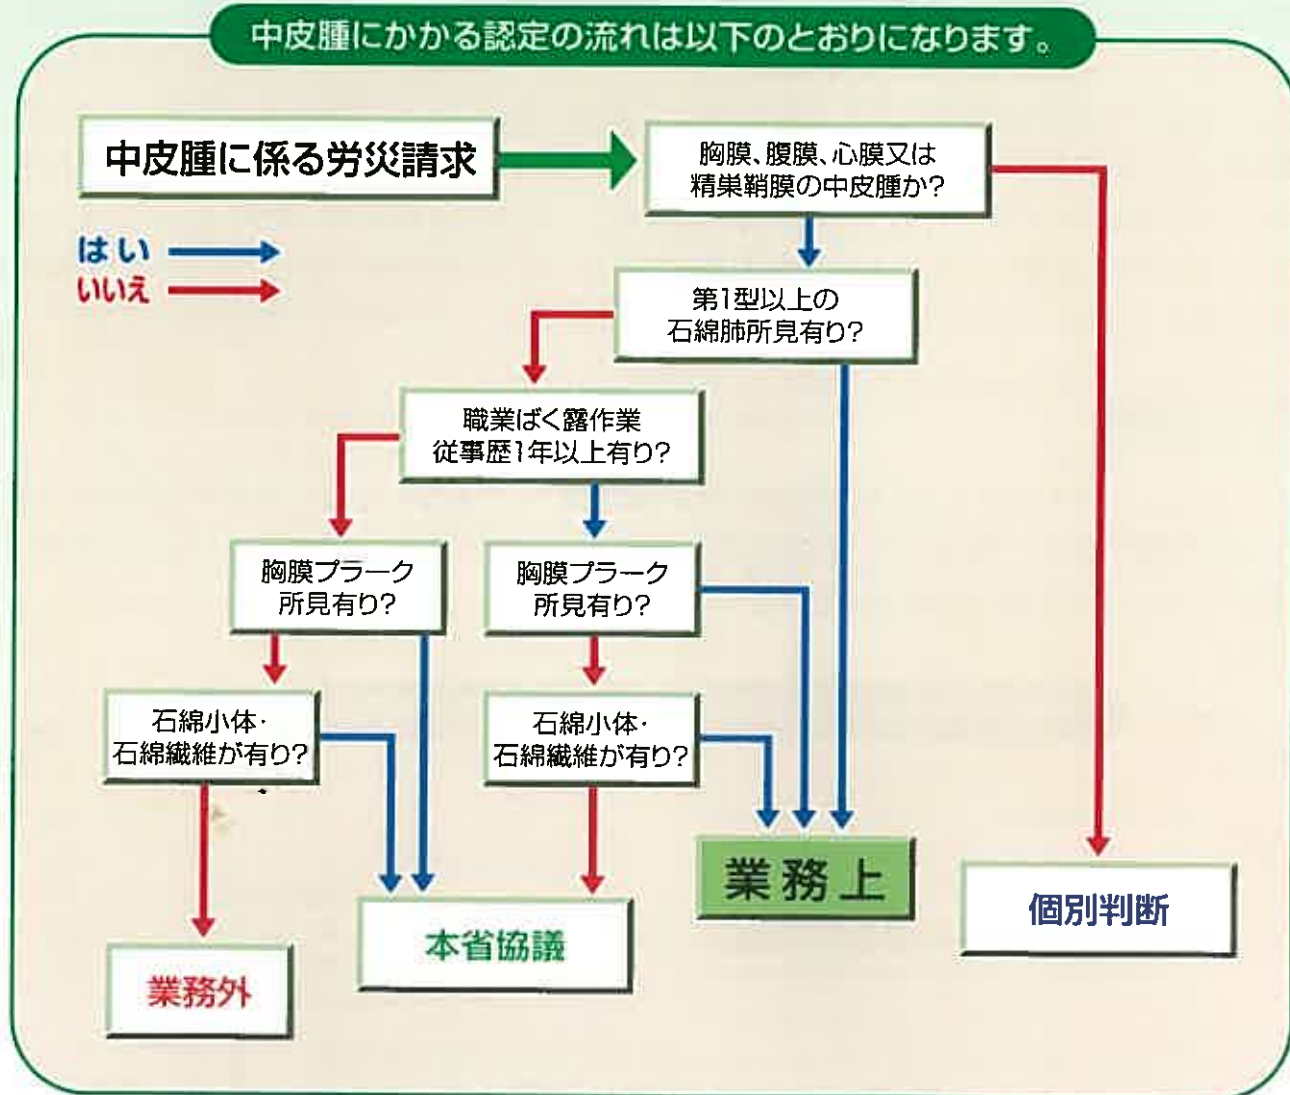 中皮腫にかかる認定の流れは以下のとおりになります。
中皮腫に係る労災請求
胸膜、腹膜、心膜又は
精巣鞘膜の中皮腫か?
はい
いいえ
第1型以上の
石綿肺所見有り?
職業ばく露作業
従事歴1年以上有り?
胸膜プラーク
所見有り?
胸膜プラーク
所見有り?
石綿小体・
石綿繊維が有り?
石綿小体・
石綿繊維が有り?
業務上
個別判断
本省協議
業務外